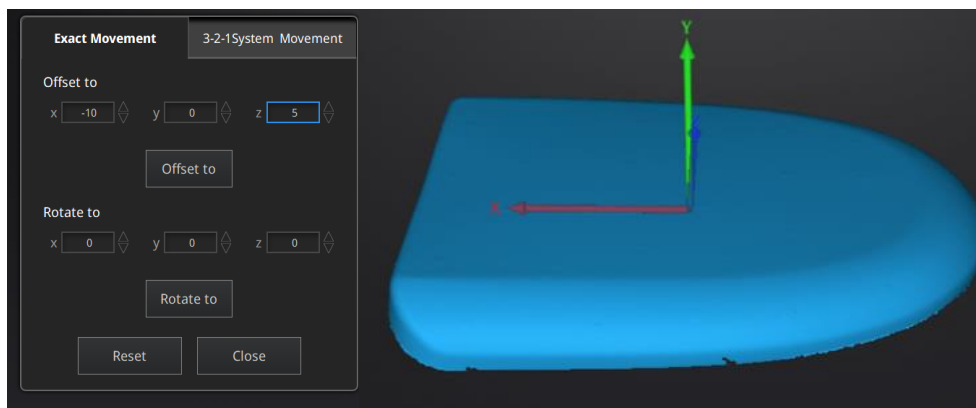 Exact Movement
3-2-1System Movement
Offset to
x -10 y 0 z 5
Offset to
Rotate to
x 0 y 0 z 0
Rotate to
Reset
Close
Y
X